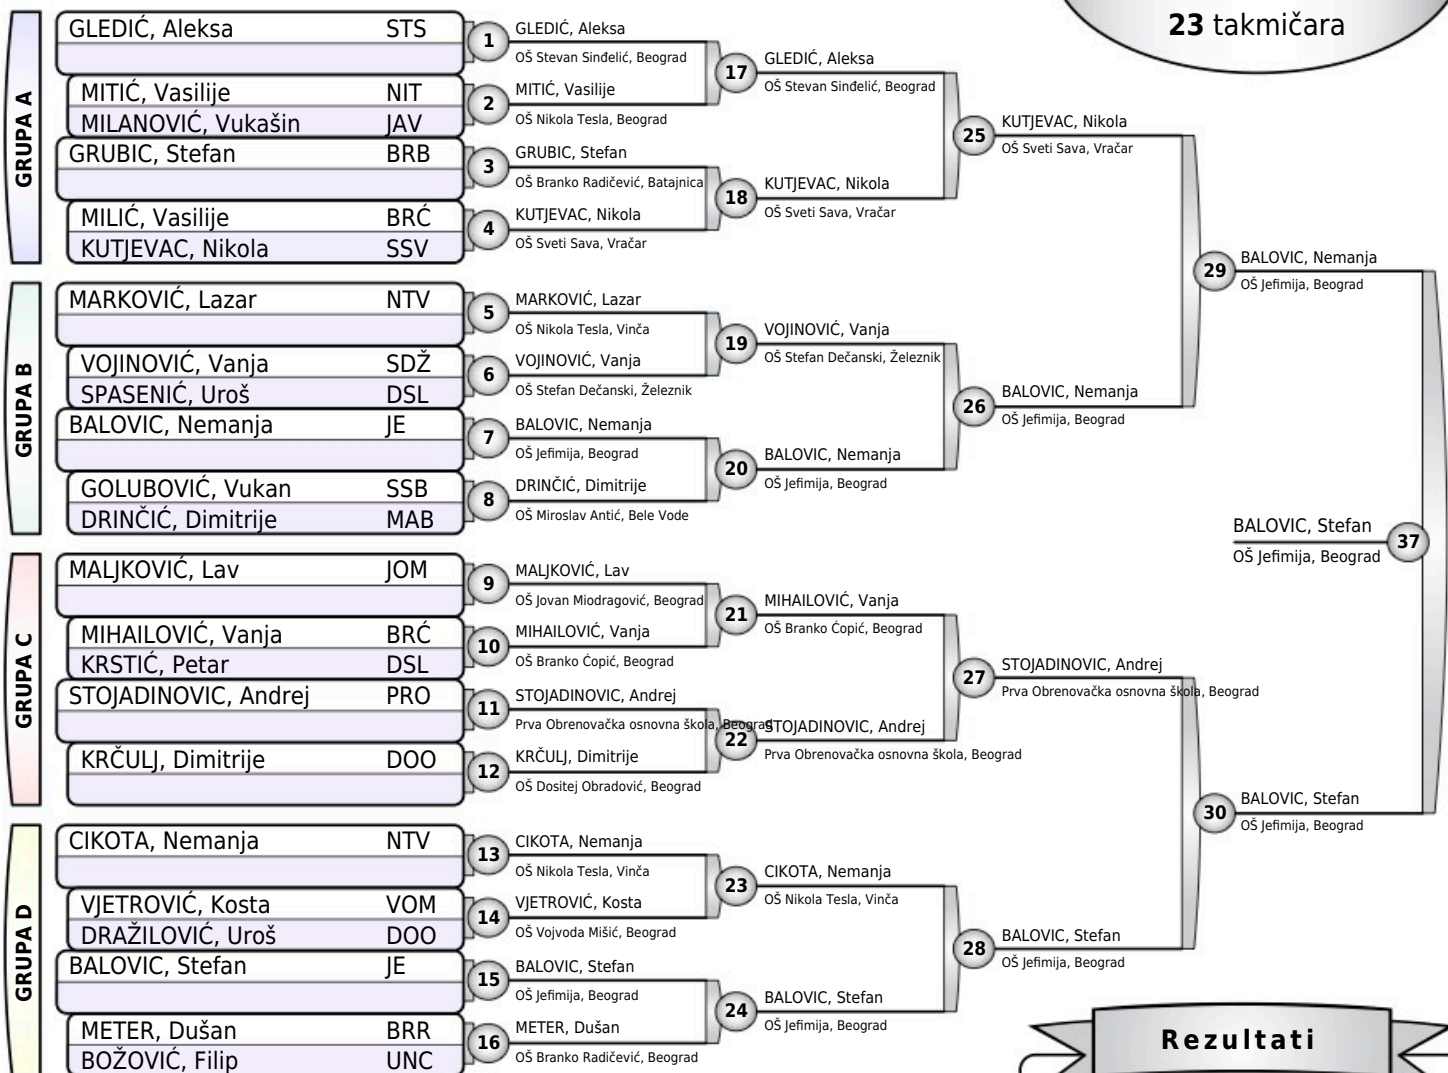 23 takmičara
GRUPA A
GLEDIĆ, Aleksa STS
MITIĆ, Vasilije NIT
MILANOVIĆ, Vukašin JAV
GRUBIC, Stefan BRB
MILIĆ, Vasilije BRĆ
KUTJEVAC, Nikola SSV
GRUPA B
MARKOVIĆ, Lazar NTV
VOJINOVIĆ, Vanja SDŽ
SPASENIĆ, Uroš DSL
BALOVIC, Nemanja JE
GOLUBOVIĆ, Vukan SSB
DRINČIĆ, Dimitrije MAB
GRUPA C
MALJKOVIĆ, Lav JOM
MIHAILOVIĆ, Vanja BRĆ
KRSTIĆ, Petar DSL
STOJADINOVIC, Andrej PRO
KRČULJ, Dimitrije DOO
GRUPA D
CIKOTA, Nemanja NTV
VJETROVIĆ, Kosta VOM
DRAŽILOVIĆ, Uroš DOO
BALOVIC, Stefan JE
METER, Dušan BRR
BOŽOVIĆ, Filip UNC
1 GLEDIĆ, Aleksa
OŠ Stevan Sinđelić, Beograd
2 MITIĆ, Vasilije
OŠ Nikola Tesla, Beograd
3 GRUBIC, Stefan
OŠ Branko Radičević, Batajnica
4 KUTJEVAC, Nikola
OŠ Sveti Sava, Vračar
5 MARKOVIĆ, Lazar
OŠ Nikola Tesla, Vinča
6 VOJINOVIĆ, Vanja
OŠ Stefan Dečanski, Železnik
7 BALOVIC, Nemanja
OŠ Jefimija, Beograd
8 DRINČIĆ, Dimitrije
OŠ Miroslav Antić, Bele Vode
9 MALJKOVIĆ, Lav
OŠ Jovan Miodragović, Beograd
10 MIHAILOVIĆ, Vanja
OŠ Branko Ćopić, Beograd
11 STOJADINOVIC, Andrej
Prva Obrenovačka osnovna škola, Beograd
12 KRČULJ, Dimitrije
OŠ Dositej Obradović, Beograd
13 CIKOTA, Nemanja
OŠ Nikola Tesla, Vinča
14 VJETROVIĆ, Kosta
OŠ Vojvoda Mišić, Beograd
15 BALOVIC, Stefan
OŠ Jefimija, Beograd
16 METER, Dušan
OŠ Branko Radičević, Beograd
17 GLEDIĆ, Aleksa
OŠ Stevan Sinđelić, Beograd
18 KUTJEVAC, Nikola
OŠ Sveti Sava, Vračar
19 VOJINOVIĆ, Vanja
OŠ Stefan Dečanski, Železnik
20 BALOVIC, Nemanja
OŠ Jefimija, Beograd
21 MIHAILOVIĆ, Vanja
OŠ Branko Ćopić, Beograd
22 STOJADINOVIC, Andrej
Prva Obrenovačka osnovna škola, Beograd
23 CIKOTA, Nemanja
OŠ Nikola Tesla, Vinča
24 BALOVIC, Stefan
OŠ Jefimija, Beograd
25 KUTJEVAC, Nikola
OŠ Sveti Sava, Vračar
26 BALOVIC, Nemanja
OŠ Jefimija, Beograd
27 STOJADINOVIC, Andrej
Prva Obrenovačka osnovna škola, Beograd
28 BALOVIC, Stefan
OŠ Jefimija, Beograd
29 BALOVIC, Nemanja
OŠ Jefimija, Beograd
30 BALOVIC, Stefan
OŠ Jefimija, Beograd
BALOVIC, Stefan 37
OŠ Jefimija, Beograd
Rezultati